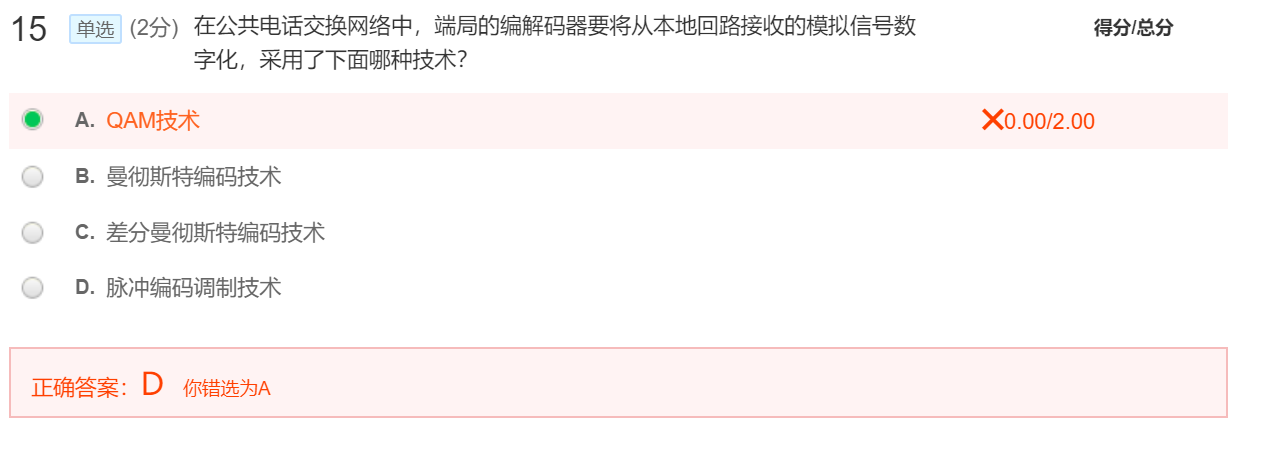 15 单选 (2分) 在公共电话交换网络中，端局的编解码器要将从本地回路接收的模拟信号数 得分/总分
字化，采用了下面哪种技术？
A. QAM技术 ✕0.00/2.00
B. 曼彻斯特编码技术
C. 差分曼彻斯特编码技术
D. 脉冲编码调制技术
正确答案：D 你错选为A